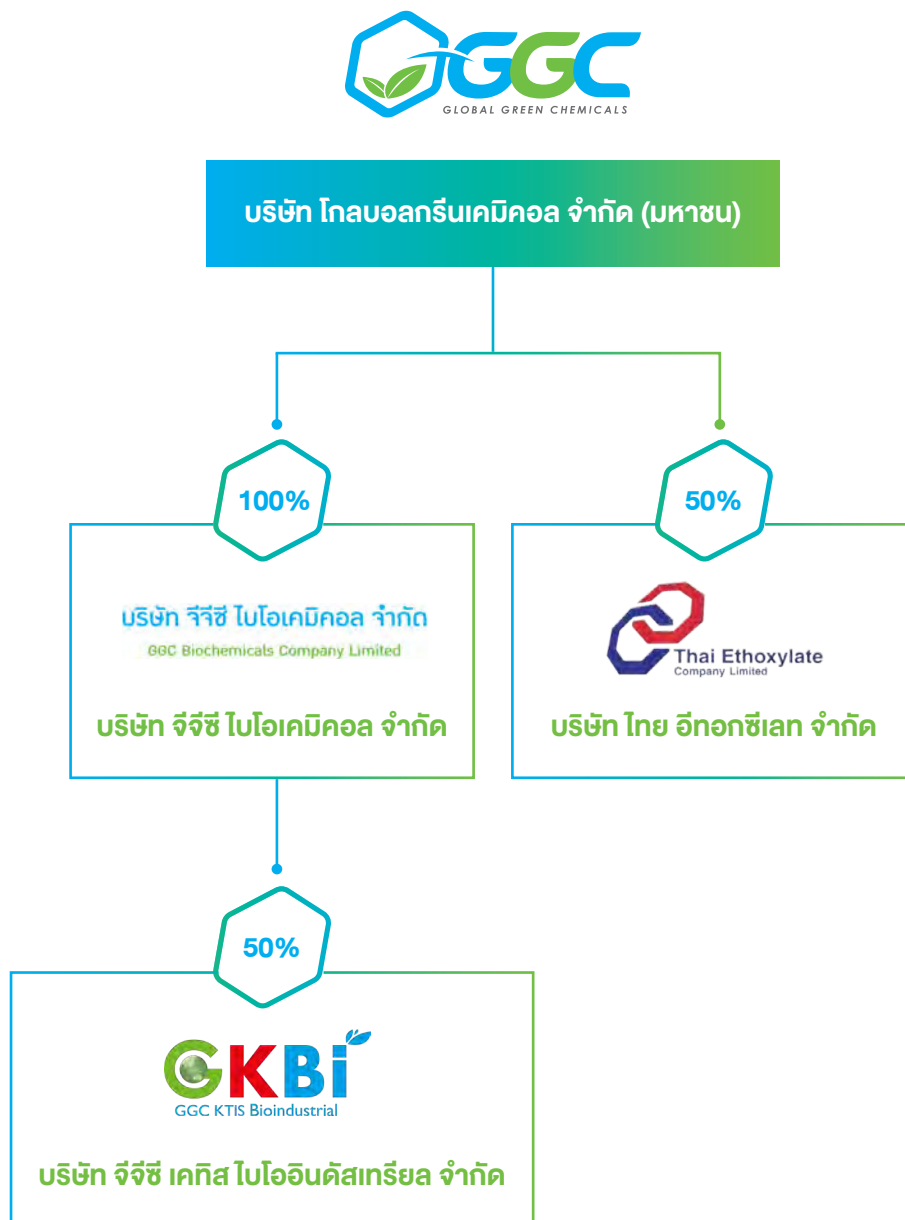 GGC
GLOBAL GREEN CHEMICALS
บริษัท โกลบอลกรีนเคมิคอล จำกัด (มหาชน)
100%
50%
บริษัท จีจีซี ไบโอเคมิคอล จำกัด
GGC Biochemicals Company Limited
Thai Ethoxylate
Company Limited
บริษัท จีจีซี ไบโอเคมิคอล จำกัด
บริษัท ไทย อีทอกซีเลท จำกัด
50%
GKBi
GGC KTIS Bioindustrial
บริษัท จีจีซี เคทิส ไบโออินดัสเทรียล จำกัด